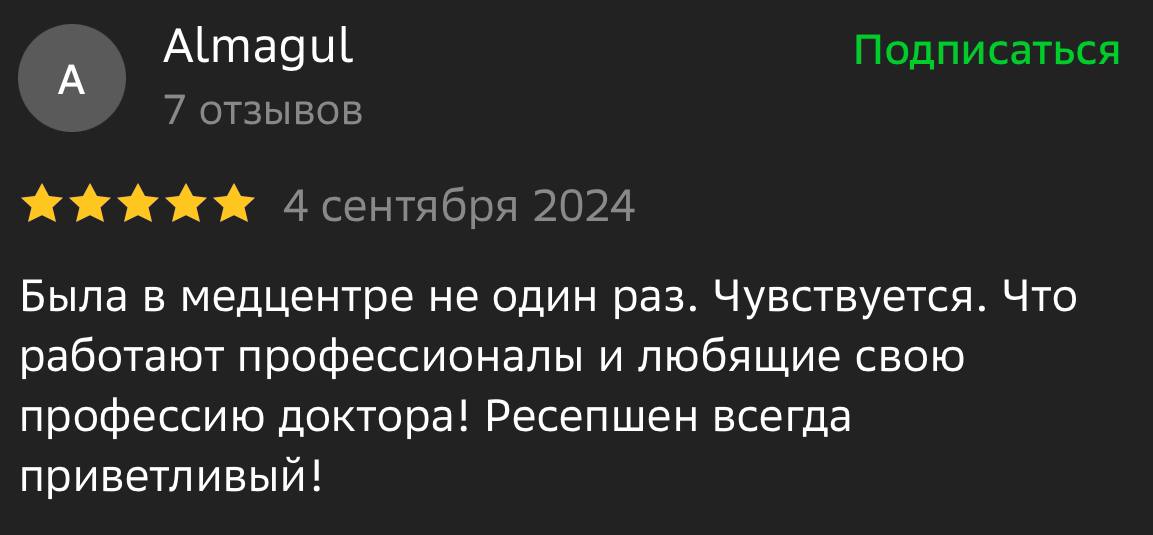 A
Almagul
Подписаться
7 отзывов
4 сентября 2024
Была в медцентре не один раз. Чувствуется. Что
работают профессионалы и любящие свою
профессию доктора! Ресепшен всегда
приветливый!